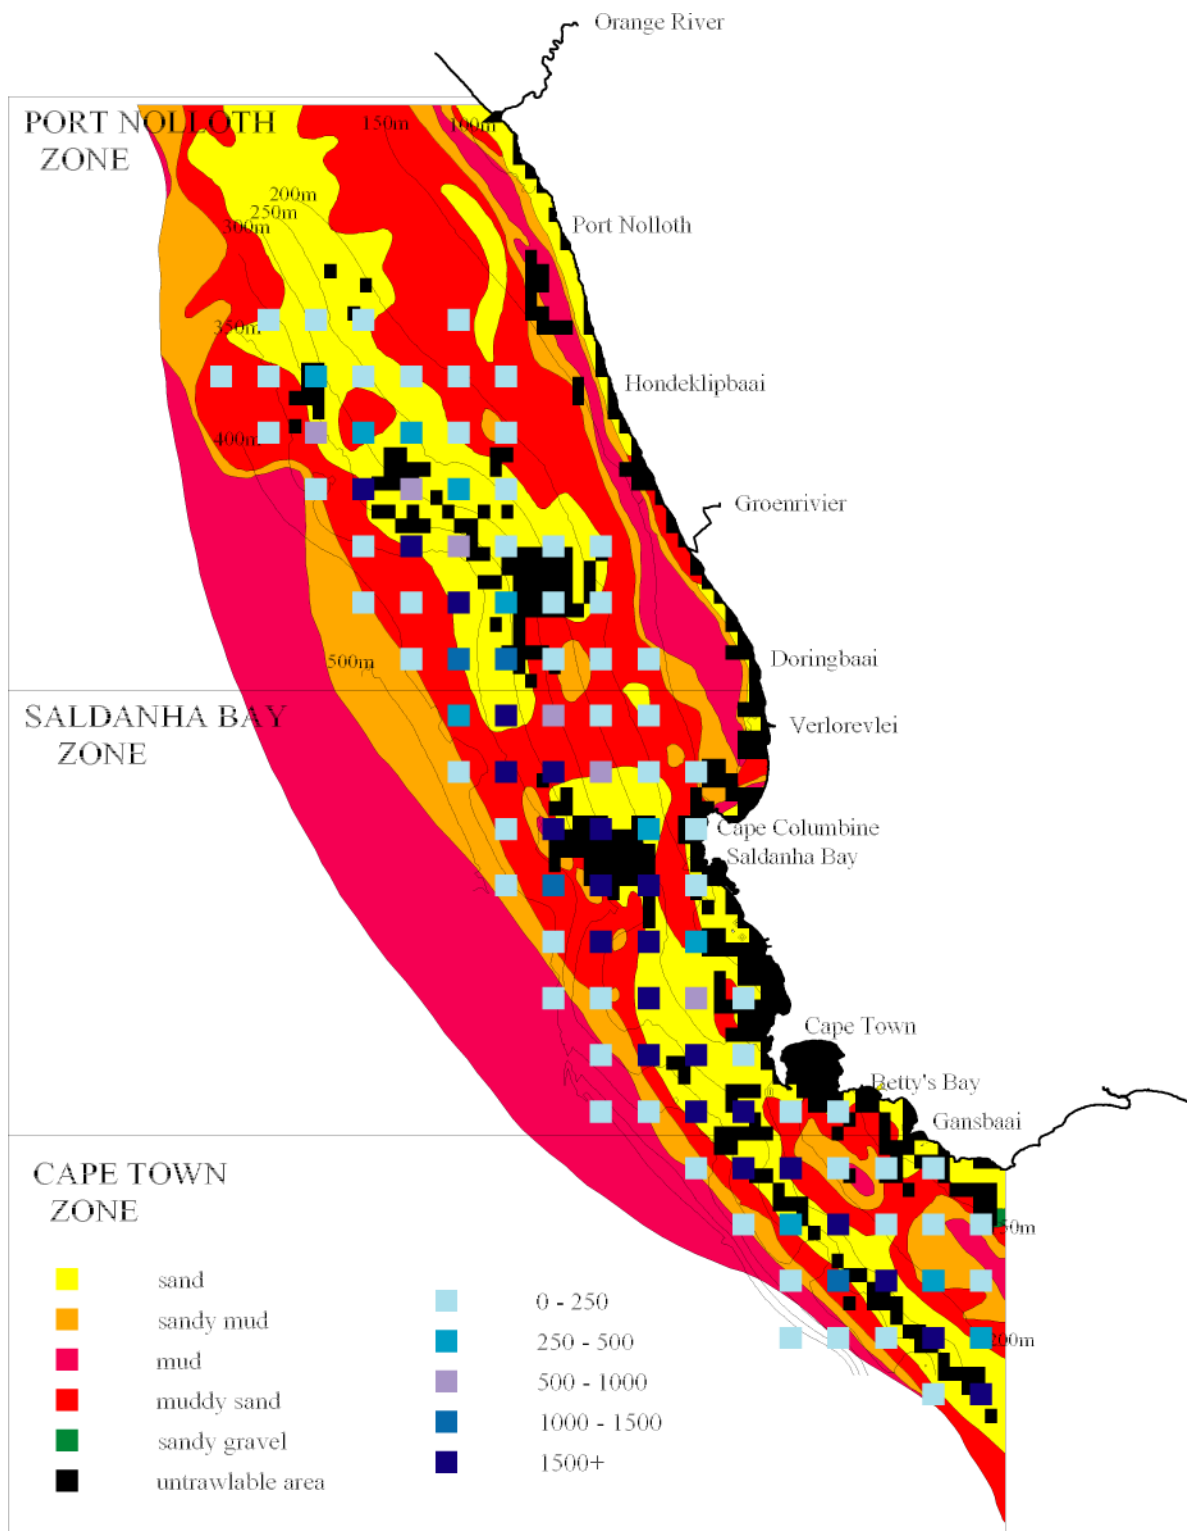 Orange River
PORT NOLLOTH
ZONE
150m
100m
200m
250m
300m
Port Nolloth
350m
Hondeklipbaai
400m
Groenrivier
500m
Doringbaai
SALDANHA BAY
ZONE
Verlorevlei
Cape Columbine
Saldanha Bay
Cape Town
Betty's Bay
Gansbaai
CAPE TOWN
ZONE
50m
200m
sand
sandy mud
mud
muddy sand
sandy gravel
untrawlable area
0 - 250
250 - 500
500 - 1000
1000 - 1500
1500+